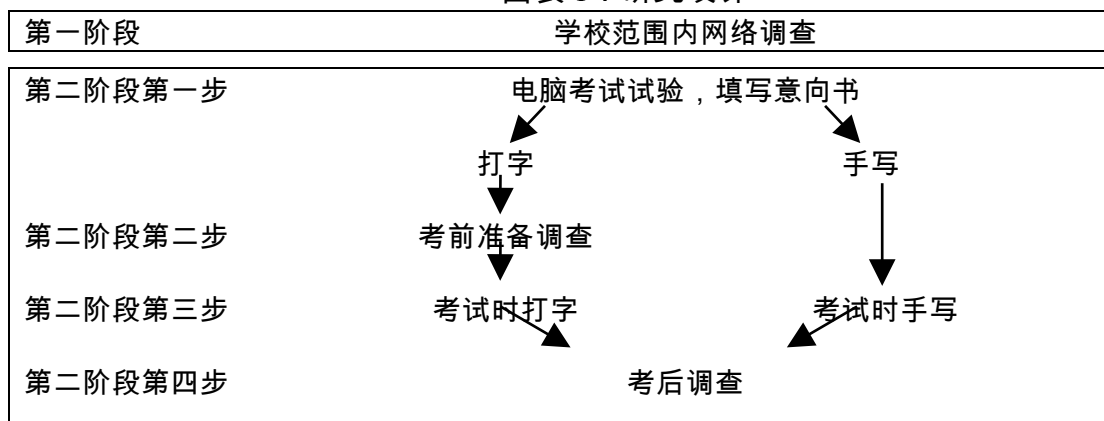 第一阶段 学校范围内网络调查
第二阶段第一步 电脑考试试验，填写意向书
打字 手写
第二阶段第二步 考前准备调查
第二阶段第三步 考试时打字 考试时手写
第二阶段第四步 考后调查